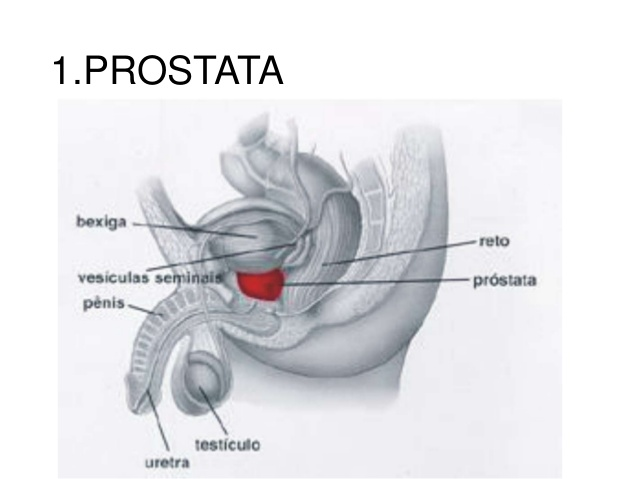 1.PROSTATA
bexiga
reto
vesículas seminais
próstata
pênis
testículo
uretra